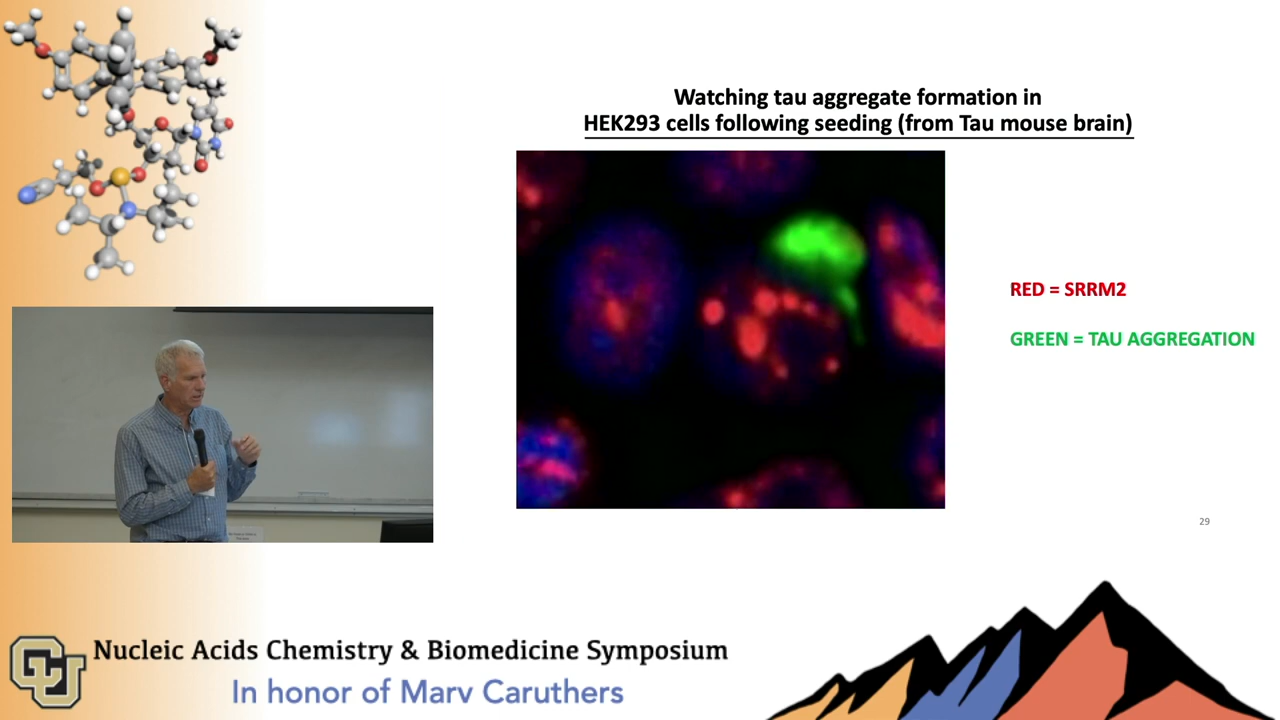 Watching tau aggregate formation in
HEK293 cells following seeding (from Tau mouse brain)
RED = SRRM2
GREEN = TAU AGGREGATION
29
CU
Nucleic Acids Chemistry & Biomedicine Symposium
In honor of Marv Caruthers